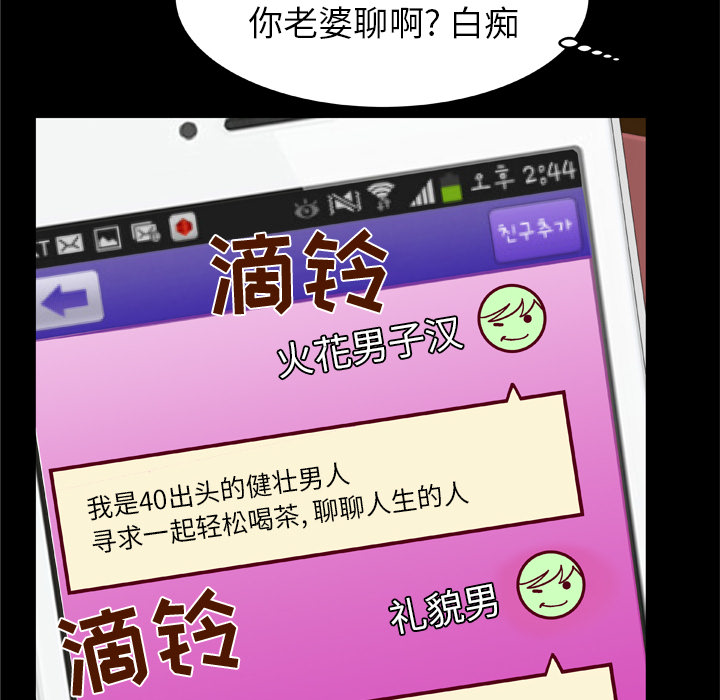 你老婆聊啊? 白痴
오후 2:44
친구추가
滴铃
火花男子汉
我是40出头的健壮男人
寻求一起轻松喝茶, 聊聊人生的人
礼貌男
滴铃